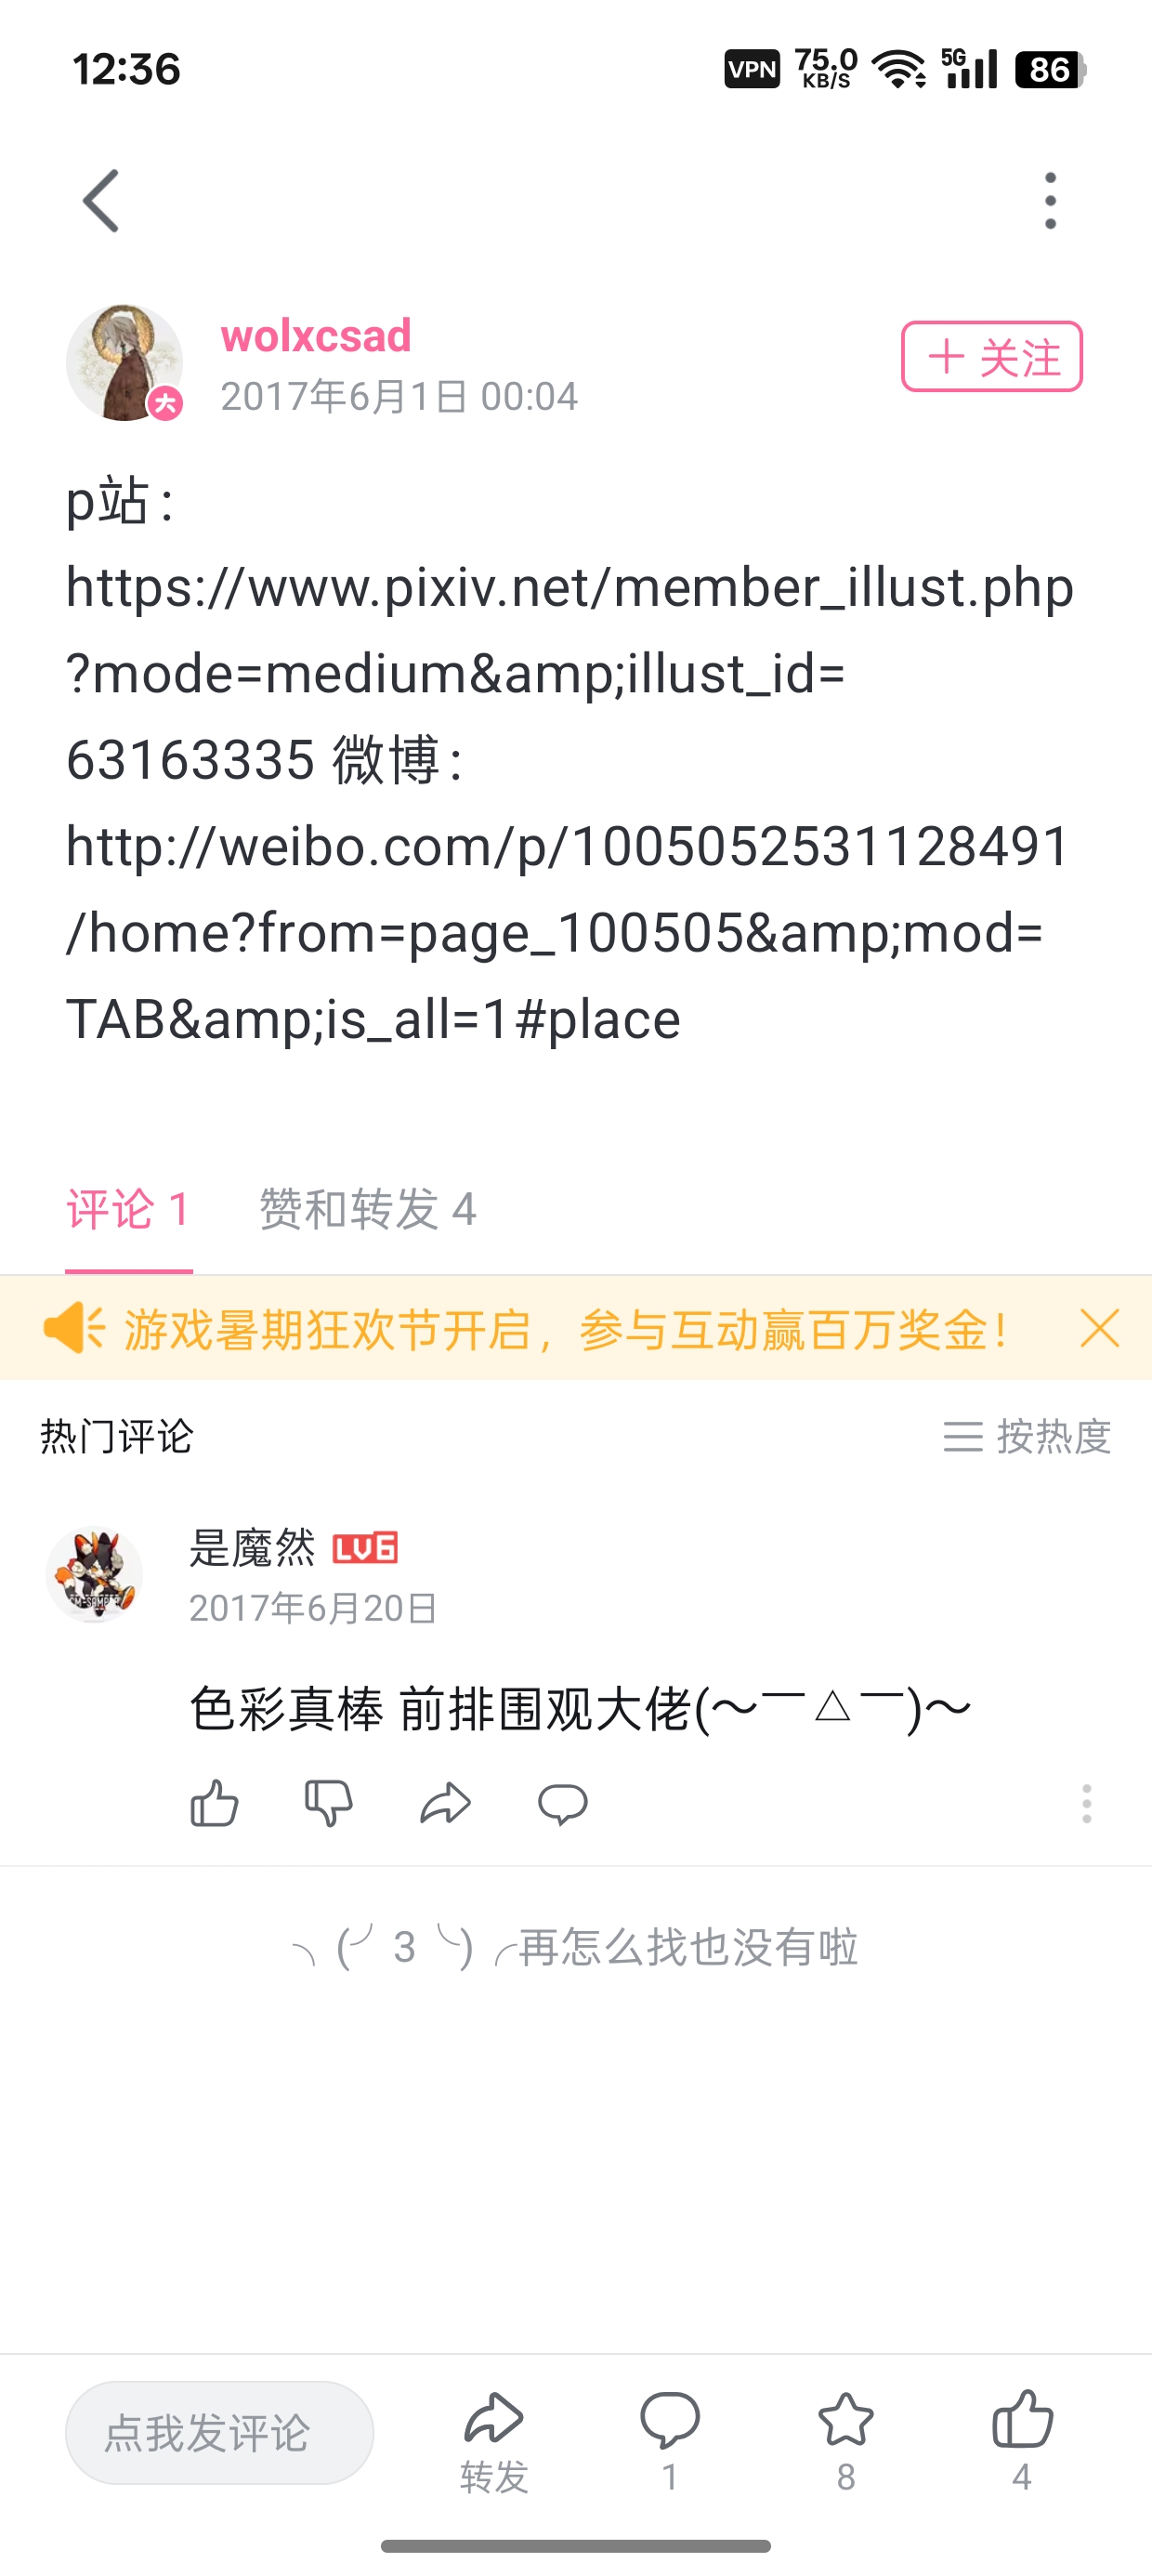 12:36
VPN 75.0 KB/S 5G 86
wolxcsad
2017年6月1日 00:04
+ 关注
p站：
https://www.pixiv.net/member_illust.php
?mode=medium&amp;illust_id=
63163335 微博：
http://weibo.com/p/1005052531128491
/home?from=page_100505&amp;mod=
TAB&amp;is_all=1#place
评论 1 赞和转发 4
游戏暑期狂欢节开启，参与互动赢百万奖金！
热门评论 按热度
是魔然 LV6
2017年6月20日
色彩真棒 前排围观大佬(～￣△￣)～
╮(╯3╰)╭再怎么找也没有啦
点我发评论 转发 1 8 4